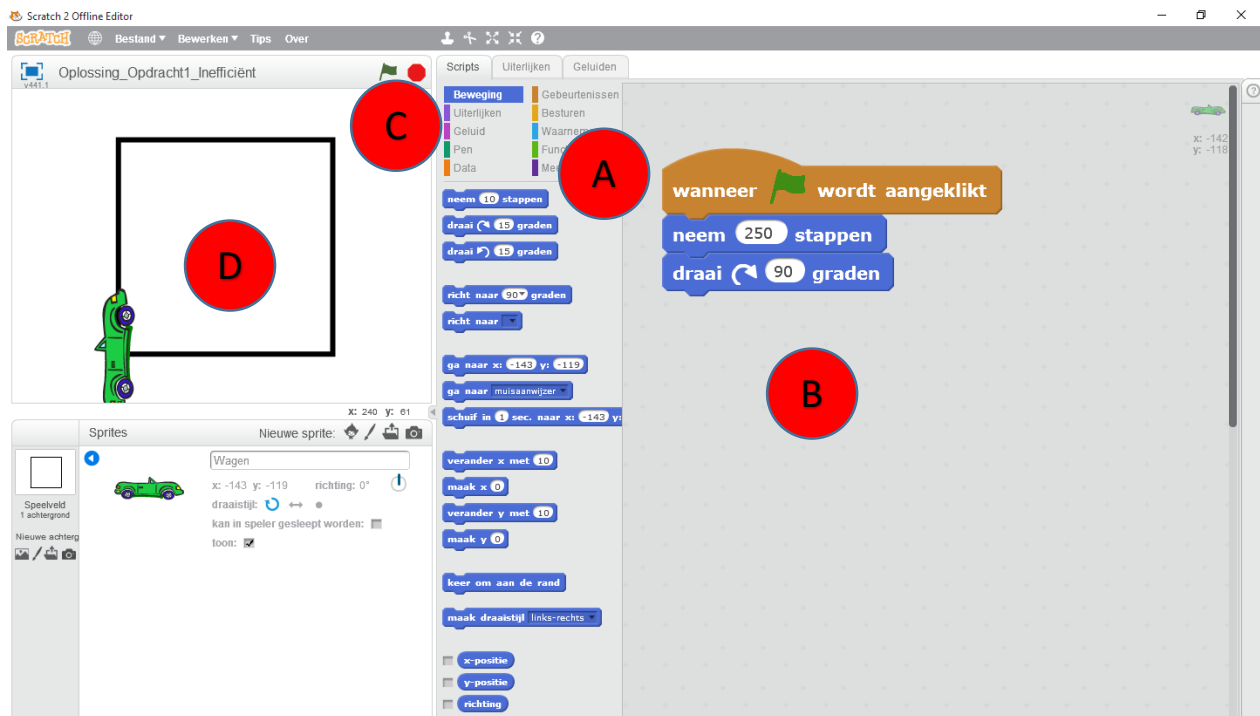 Scratch 2 Offline Editor
SCRATCH Bestand Bewerken Tips Over
Oplossing_Opdracht1_Inefficiënt
v441.1
C
D
x: 240 y: 61
Sprites Nieuwe sprite:
Speelveld
1 achtergrond
Nieuwe achterg
Wagen
x: -143 y: -119 richting: 0°
draaistijl:
kan in speler gesleept worden:
toon:
Scripts Uiterlijken Geluiden
Beweging Gebeurtenissen
Uiterlijken Besturen
Geluid Waarnem
Pen Func
Data Me
A
neem 10 stappen
draai 15 graden
draai 15 graden
richt naar 90 graden
richt naar
ga naar x: -143 y: -119
ga naar muisaanwijzer
schuif in 1 sec. naar x: -143 y:
verander x met 10
maak x 0
verander y met 10
maak y 0
keer om aan de rand
maak draaistijl links-rechts
x-positie
y-positie
richting
wanneer wordt aangeklikt
neem 250 stappen
draai 90 graden
B
x: -142
y: -118
?